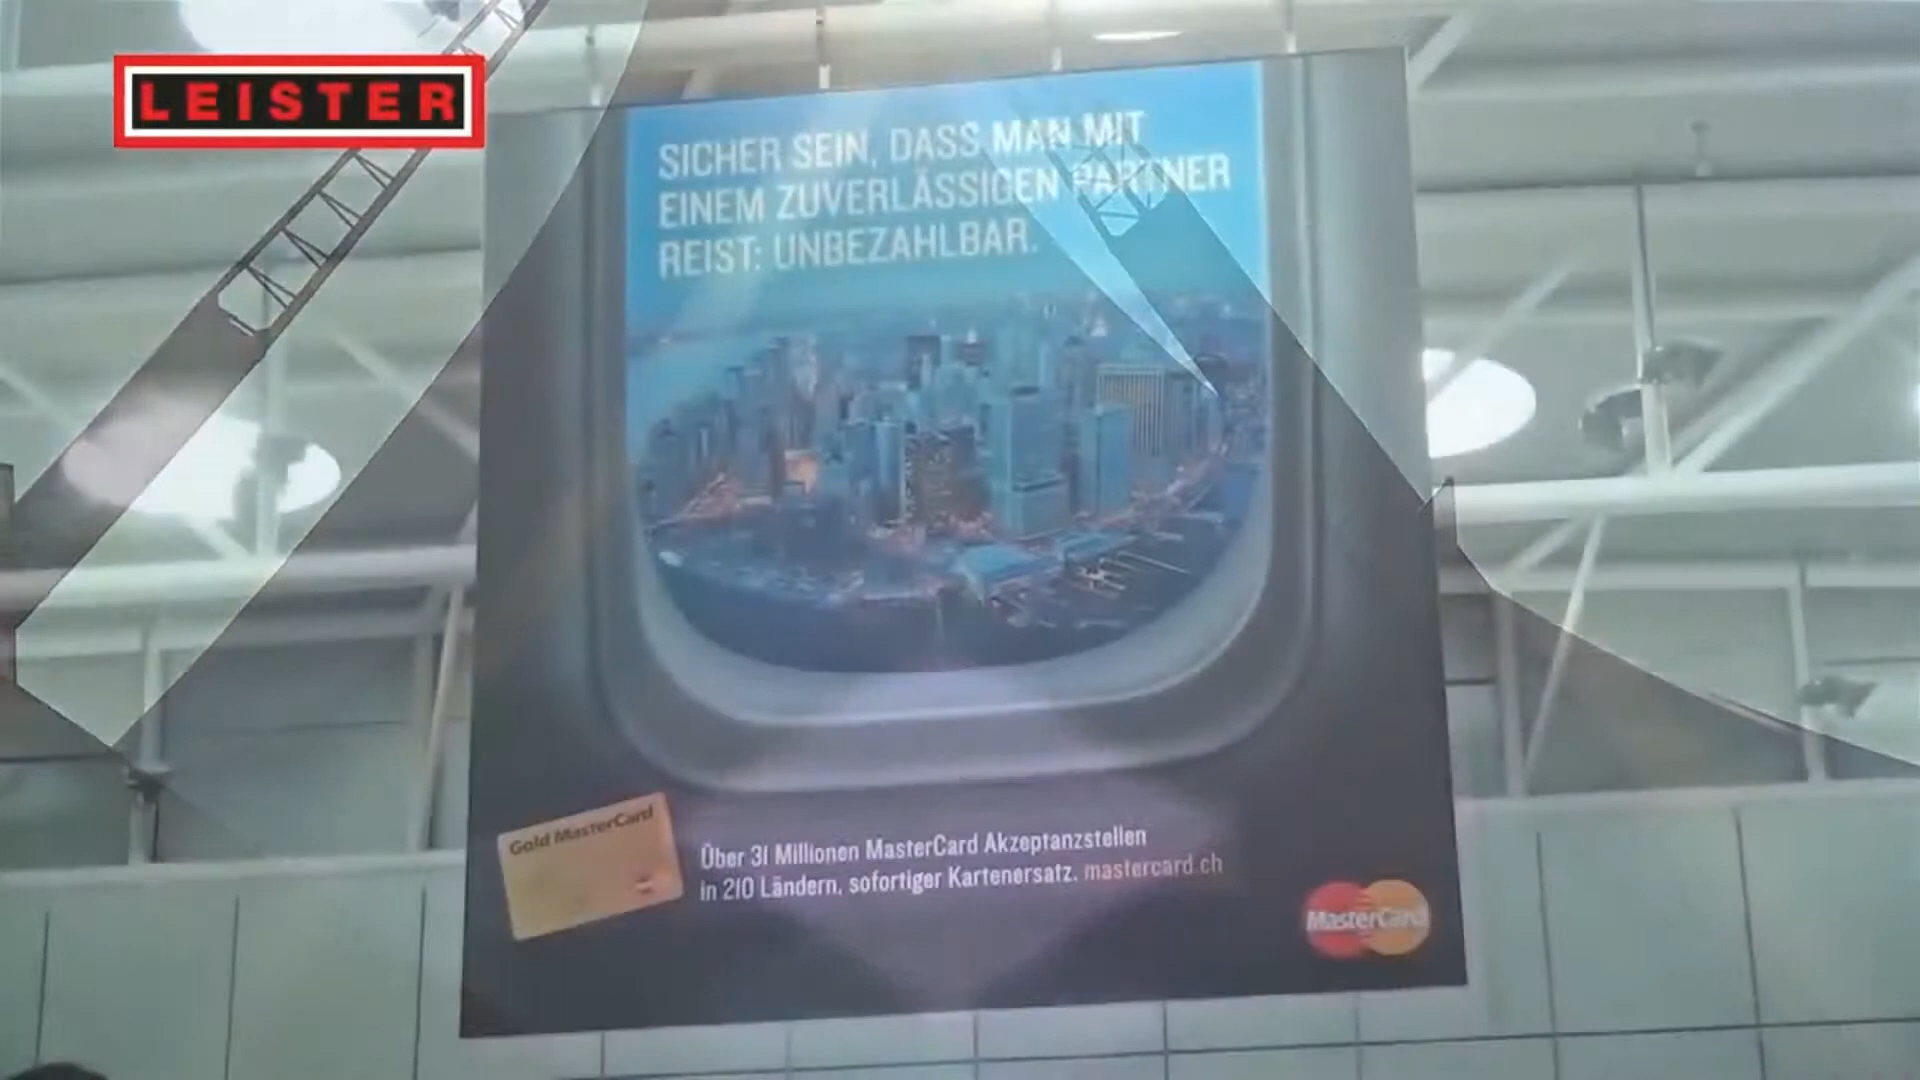 LEISTER
SICHER SEIN, DASS MAN MIT
EINEM ZUVERLÄSSIGEN PARTNER
REIST: UNBEZAHLBAR.
Gold MasterCard
Über 31 Millionen MasterCard Akzeptanzstellen
in 210 Ländern, sofortiger Kartenersatz. mastercard.ch
MasterCard